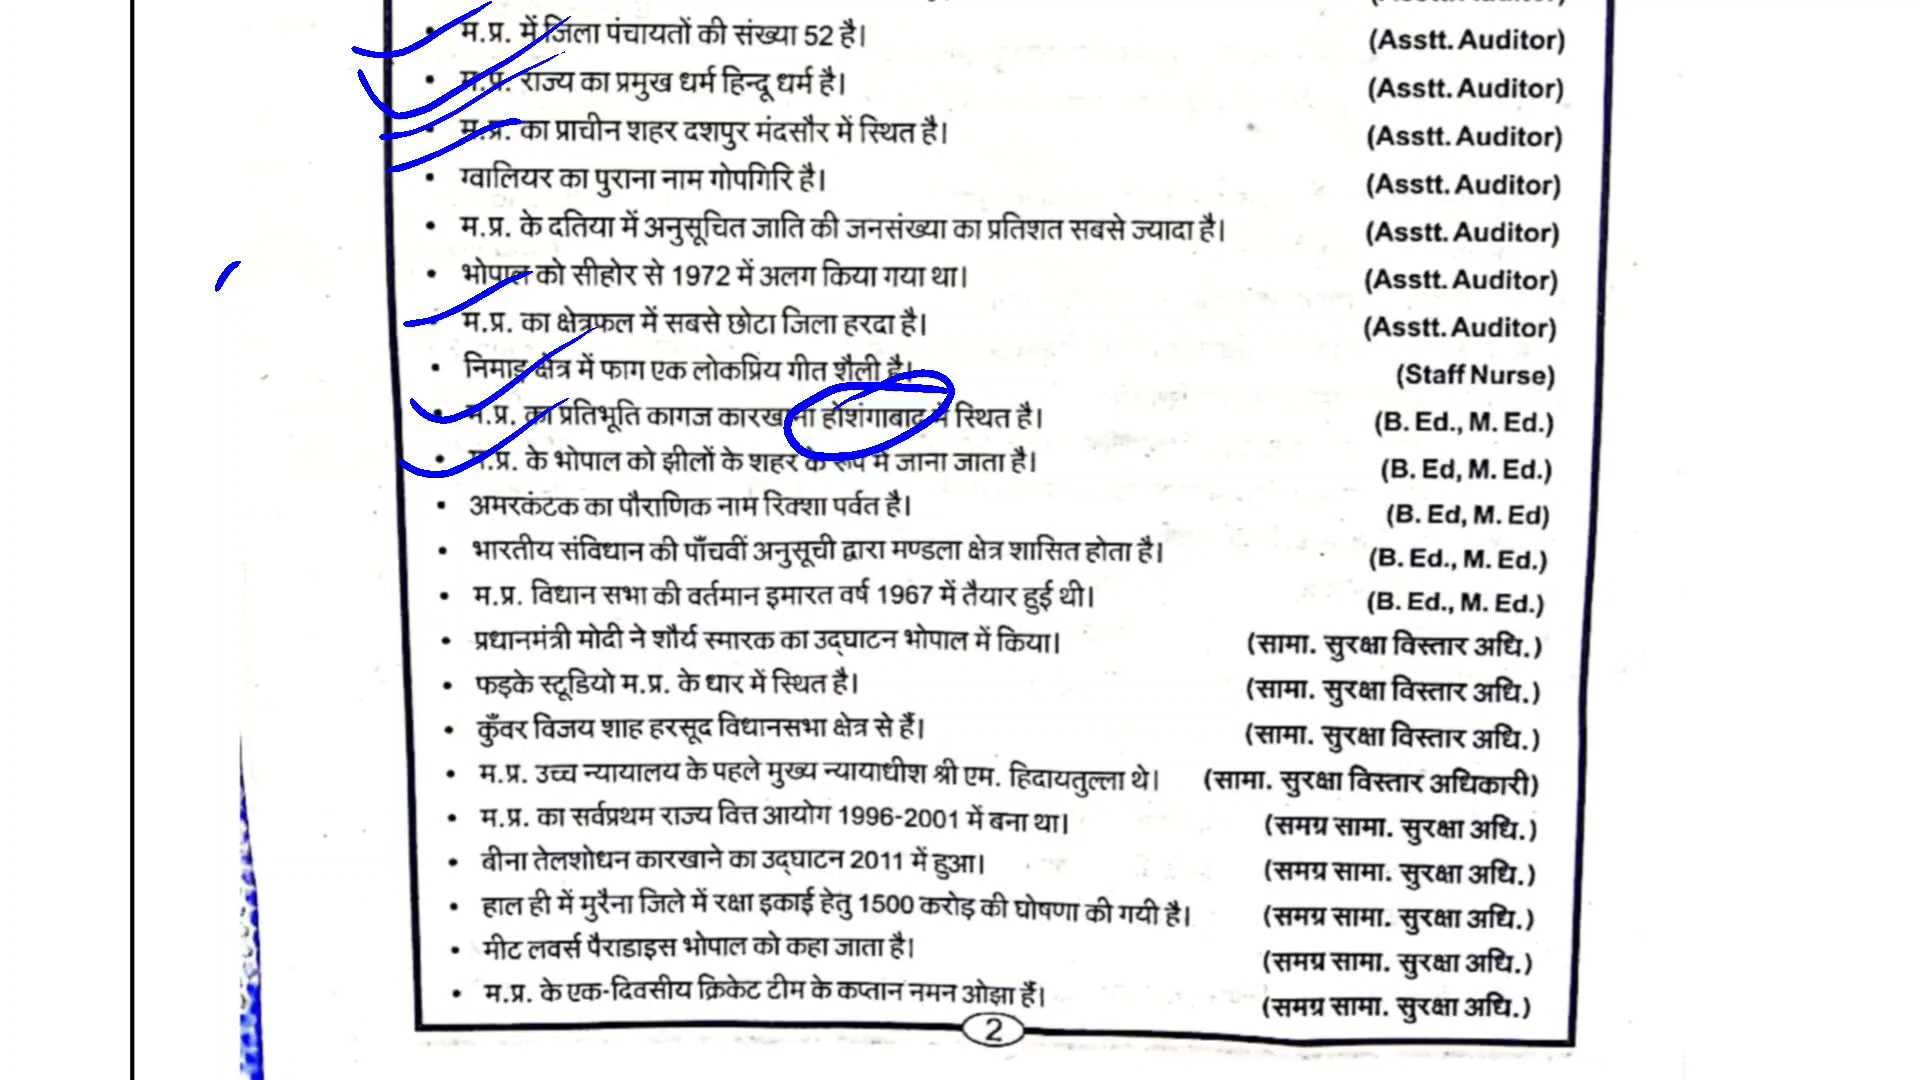 • म.प्र. में जिला पंचायतों की संख्या 52 है। (Asstt. Auditor)
• म.प्र. राज्य का प्रमुख धर्म हिन्दू धर्म है। (Asstt. Auditor)
• म.प्र. का प्राचीन शहर दशपुर मंदसौर में स्थित है। (Asstt. Auditor)
• ग्वालियर का पुराना नाम गोपगिरि है। (Asstt. Auditor)
• म.प्र. के दतिया में अनुसूचित जाति की जनसंख्या का प्रतिशत सबसे ज्यादा है। (Asstt. Auditor)
• भोपाल को सीहोर से 1972 में अलग किया गया था। (Asstt. Auditor)
• म.प्र. का क्षेत्रफल में सबसे छोटा जिला हरदा है। (Asstt. Auditor)
• निमाड़ क्षेत्र में फाग एक लोकप्रिय गीत शैली है। (Staff Nurse)
• म.प्र. का प्रतिभूति कागज कारखाना होशंगाबाद में स्थित है। (B. Ed., M. Ed.)
• म.प्र. के भोपाल को झीलों के शहर के रूप में जाना जाता है। (B. Ed, M. Ed.)
• अमरकंटक का पौराणिक नाम रिक्शा पर्वत है। (B. Ed, M. Ed)
• भारतीय संविधान की पाँचवीं अनुसूची द्वारा मण्डला क्षेत्र शासित होता है। (B. Ed., M. Ed.)
• म.प्र. विधान सभा की वर्तमान इमारत वर्ष 1967 में तैयार हुई थी। (B. Ed., M. Ed.)
• प्रधानमंत्री मोदी ने शौर्य स्मारक का उद्घाटन भोपाल में किया। (सामा. सुरक्षा विस्तार अधि.)
• फड़के स्टूडियो म.प्र. के धार में स्थित है। (सामा. सुरक्षा विस्तार अधि.)
• कुँवर विजय शाह हरसूद विधानसभा क्षेत्र से हैं। (सामा. सुरक्षा विस्तार अधि.)
• म.प्र. उच्च न्यायालय के पहले मुख्य न्यायाधीश श्री एम. हिदायतुल्ला थे। (सामा. सुरक्षा विस्तार अधिकारी)
• म.प्र. का सर्वप्रथम राज्य वित्त आयोग 1996-2001 में बना था। (समग्र सामा. सुरक्षा अधि.)
• बीना तेलशोधन कारखाने का उद्घाटन 2011 में हुआ। (समग्र सामा. सुरक्षा अधि.)
• हाल ही में मुरैना जिले में रक्षा इकाई हेतु 1500 करोड़ की घोषणा की गयी है। (समग्र सामा. सुरक्षा अधि.)
• मीट लवर्स पैराडाइस भोपाल को कहा जाता है। (समग्र सामा. सुरक्षा अधि.)
• म.प्र. के एक-दिवसीय क्रिकेट टीम के कप्तान नमन ओझा हैं। (समग्र सामा. सुरक्षा अधि.)
2